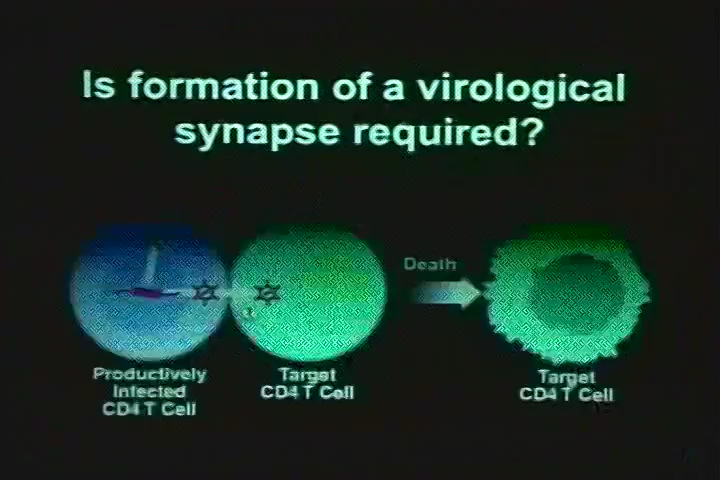 Is formation of a virological
synapse required?
Death
Productively
Infected
CD4 T Cell
Target
CD4 T Cell
Target
CD4 T Cell